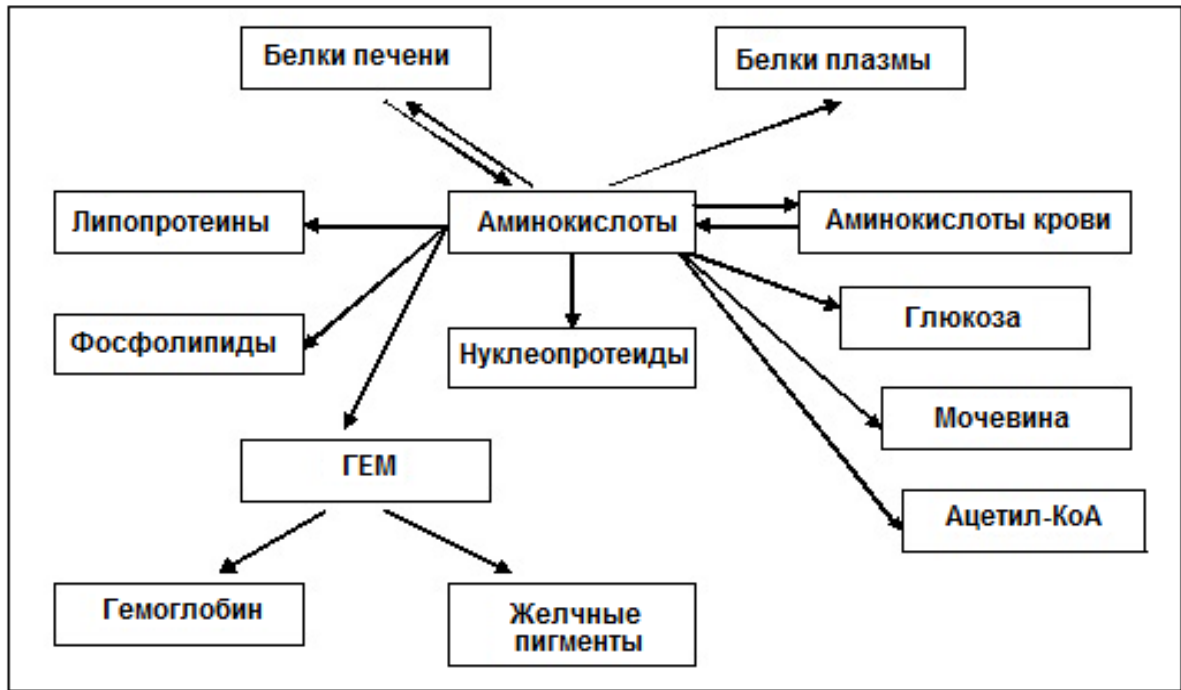 Белки печени
Белки плазмы
Липопротеины
Аминокислоты
Аминокислоты крови
Глюкоза
Фосфолипиды
Нуклеопротеиды
Мочевина
ГЕМ
Ацетил-КоА
Гемоглобин
Желчные
пигменты